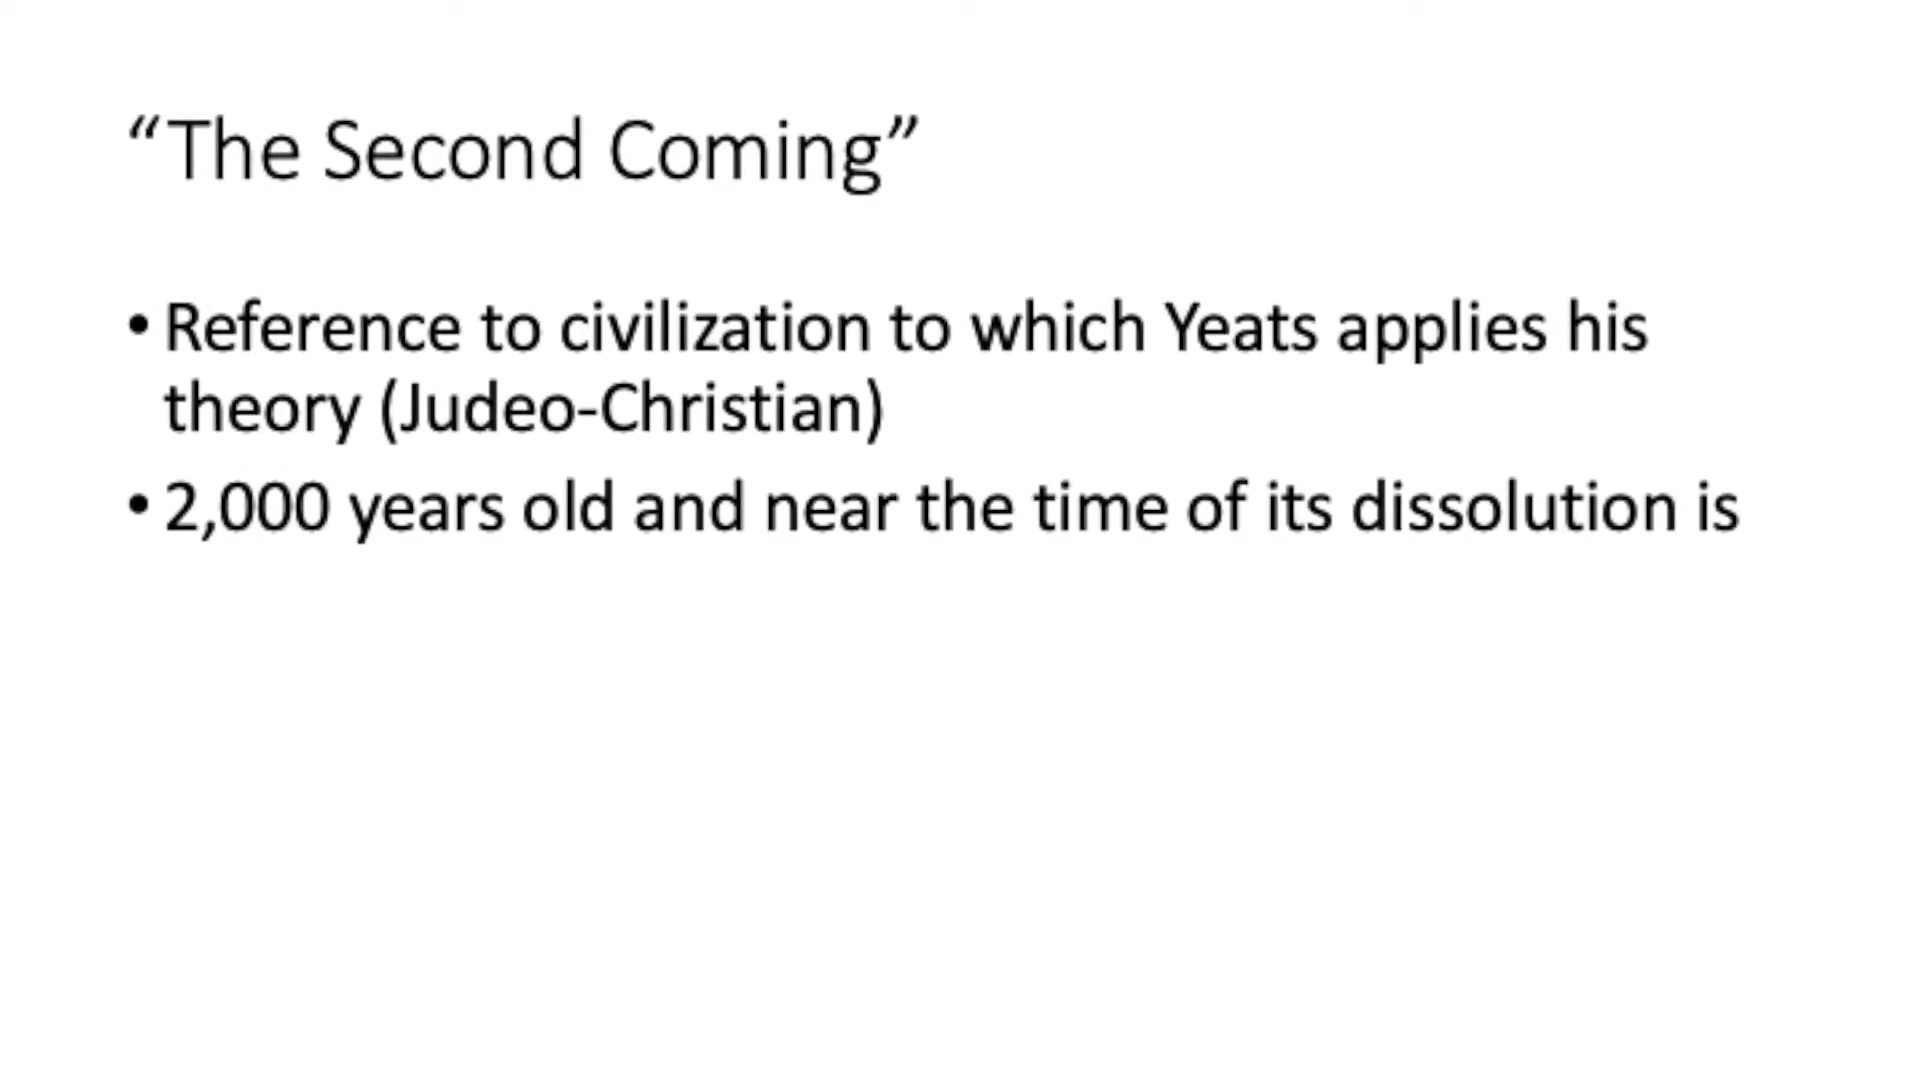 “The Second Coming”
• Reference to civilization to which Yeats applies his
theory (Judeo-Christian)
• 2,000 years old and near the time of its dissolution is